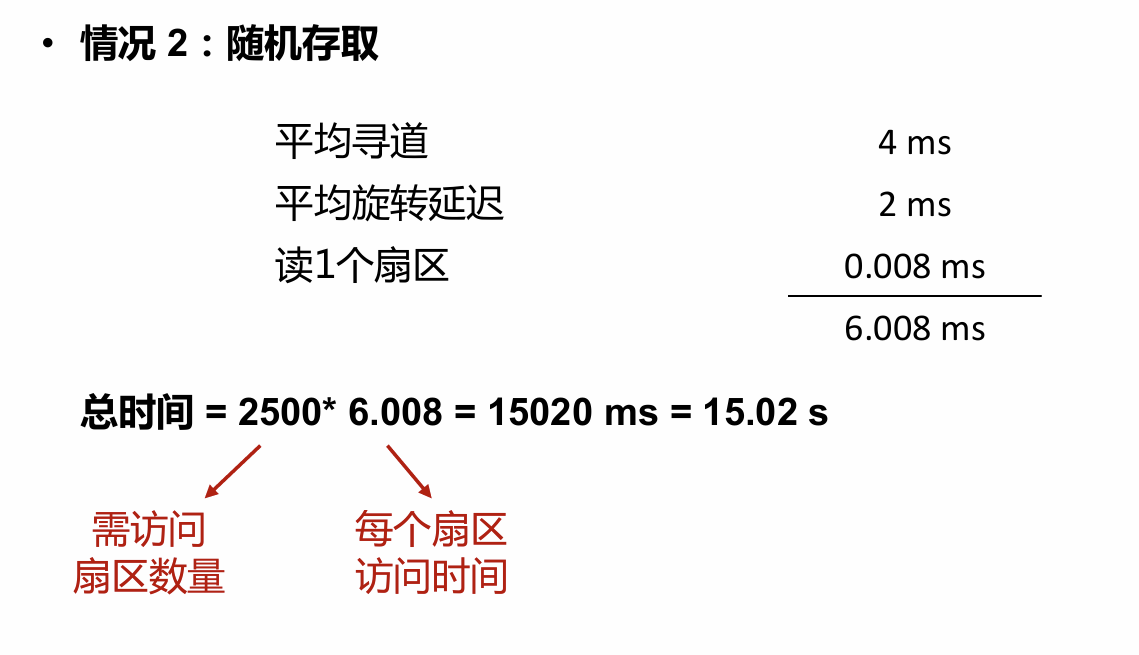 • 情况 2：随机存取
平均寻道 4 ms
平均旋转延迟 2 ms
读1个扇区 0.008 ms
6.008 ms
总时间 = 2500* 6.008 = 15020 ms = 15.02 s
需访问
扇区数量
每个扇区
访问时间